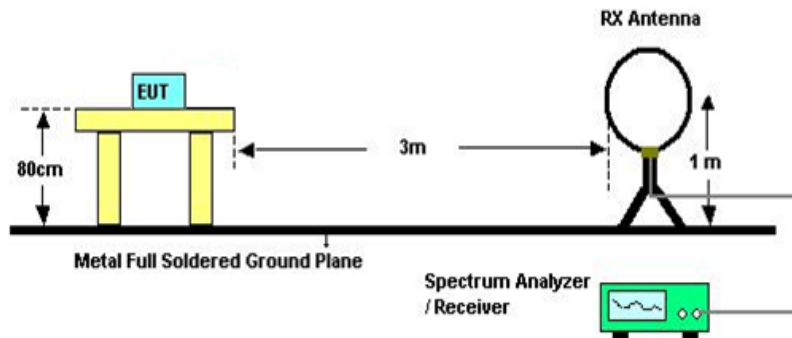 RX Antenna
EUT
80cm
3m
1 m
Metal Full Soldered Ground Plane
Spectrum Analyzer
/ Receiver